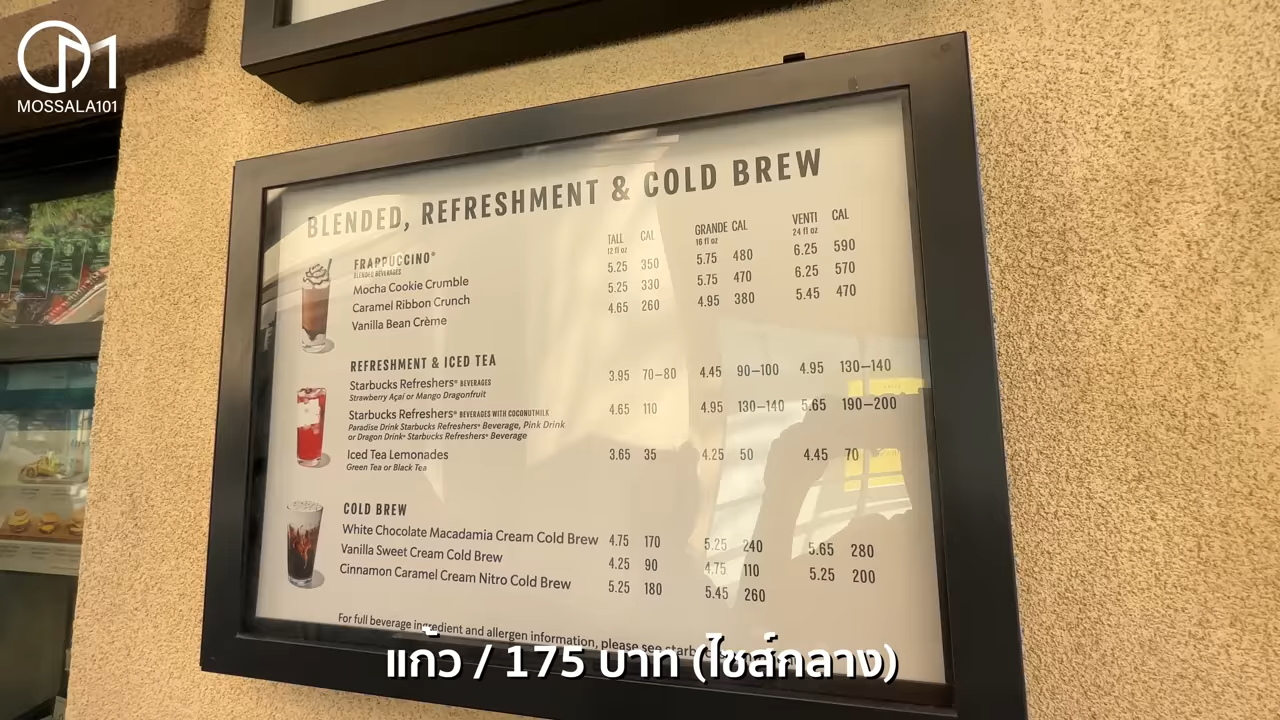 MOSSALA101
BLENDED, REFRESHMENT & COLD BREW
TALL CAL GRANDE CAL VENTI CAL
12 fl oz 16 fl oz 24 fl oz
FRAPPUCCINO®
BLENDED BEVERAGES
Mocha Cookie Crumble 5.25 350 5.75 480 6.25 590
Caramel Ribbon Crunch 5.25 330 5.75 470 6.25 570
Vanilla Bean Crème 4.65 260 4.95 380 5.45 470
REFRESHMENT & ICED TEA
Starbucks Refreshers® BEVERAGES 3.95 70–80 4.45 90–100 4.95 130–140
Strawberry Açaí or Mango Dragonfruit
Starbucks Refreshers® BEVERAGES WITH COCONUTMILK 4.65 110 4.95 130–140 5.65 190–200
Paradise Drink Starbucks Refreshers® Beverage, Pink Drink
or Dragon Drink® Starbucks Refreshers® Beverage
Iced Tea Lemonades 3.65 35 4.25 50 4.45 70
Green Tea or Black Tea
COLD BREW
White Chocolate Macadamia Cream Cold Brew 4.75 170 5.25 240 5.65 280
Vanilla Sweet Cream Cold Brew 4.25 90 4.75 110 5.25 200
Cinnamon Caramel Cream Nitro Cold Brew 5.25 180 5.45 260
For full beverage ingredient and allergen information, please see
แก้ว / 175 บาท (ไซส์กลาง)